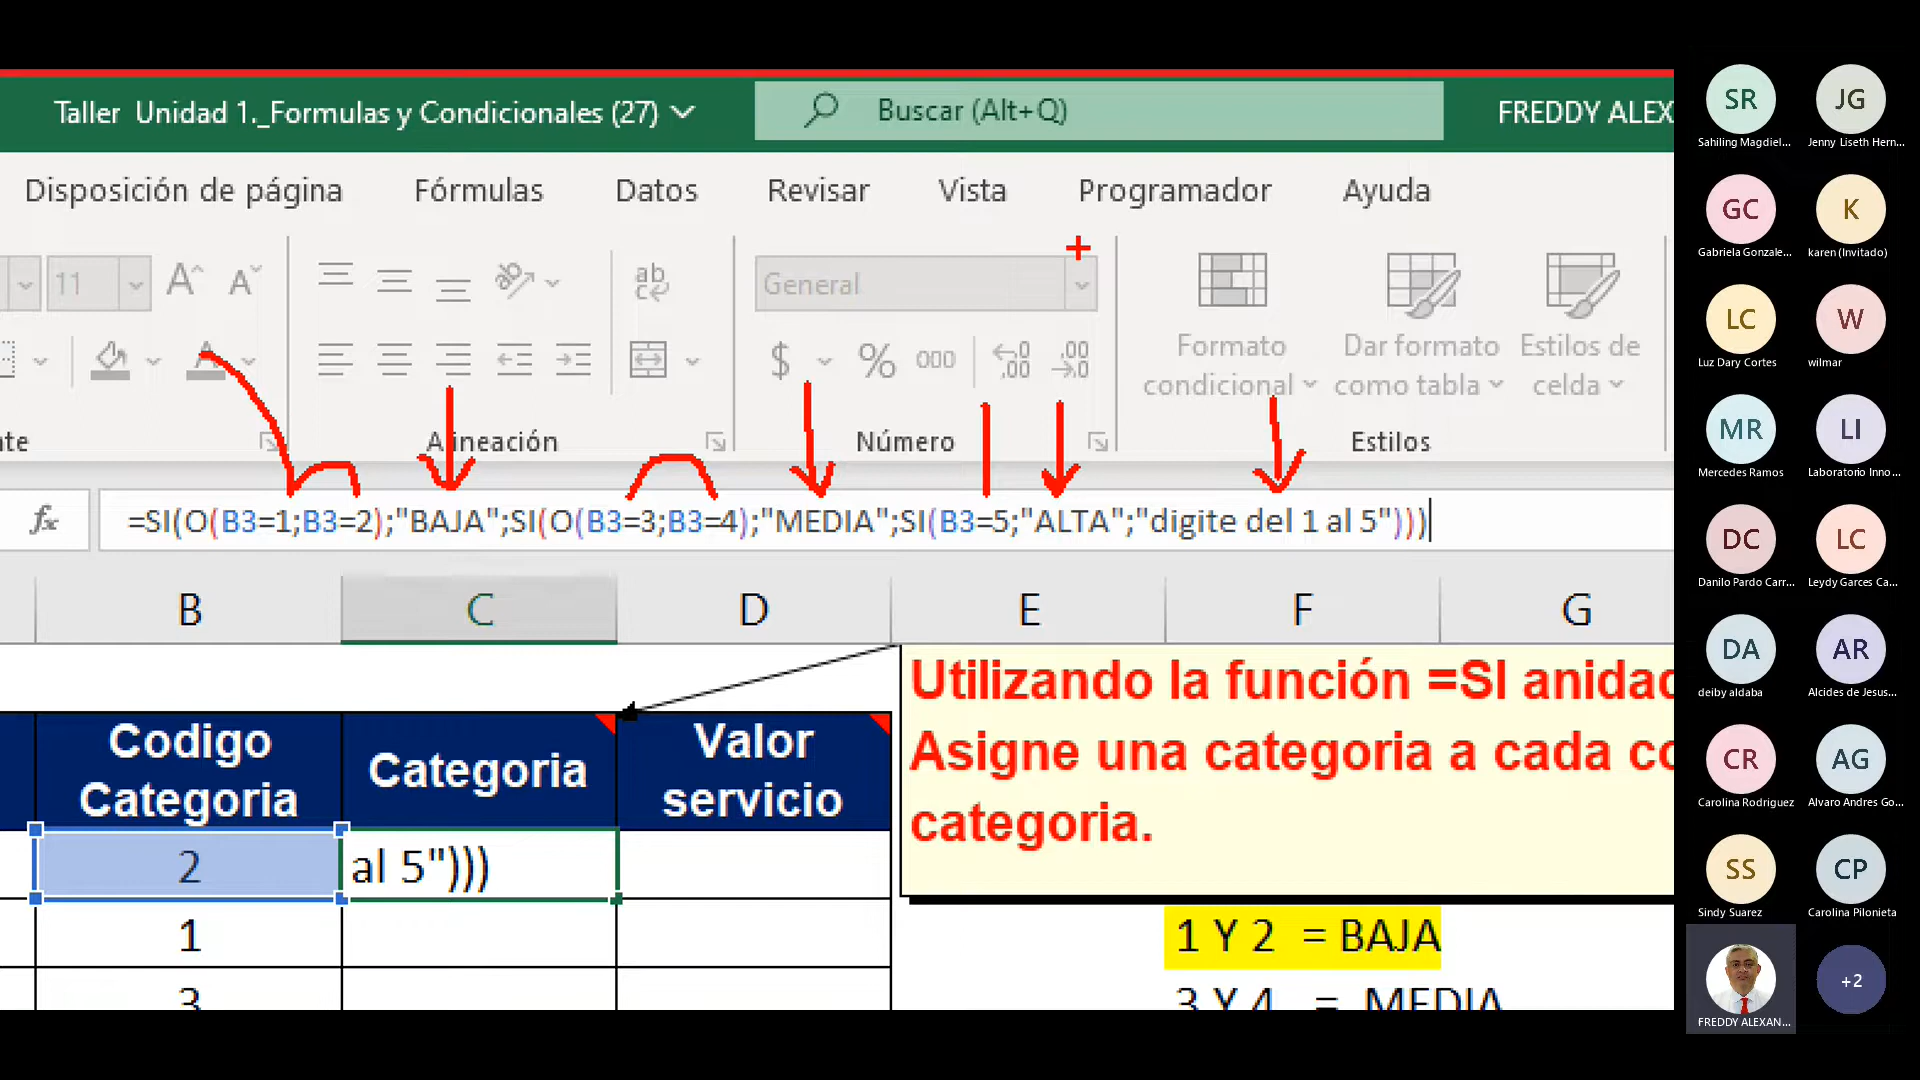 Taller Unidad 1._Formulas y Condicionales (27)
Buscar (Alt+Q)
FREDDY ALEX
Disposición de página Fórmulas Datos Revisar Vista Programador Ayuda
11
General
$ % 000
Formato condicional
Dar formato como tabla
Estilos de celda
Alineación Número Estilos
fx =SI(O(B3=1;B3=2);"BAJA";SI(O(B3=3;B3=4);"MEDIA";SI(B3=5;"ALTA";"digite del 1 al 5")))
B C D E F G
Codigo Categoria
Categoria
Valor servicio
Utilizando la función =SI
Asigne una categoria a cada
categoria.
2 al 5")))
1
3
1 Y 2 = BAJA
3 Y 4 = MEDIA
SR JG
Sahiling Magdiel... Jenny Liseth Hern...
GC K
Gabriela Gonzale... karen (Invitado)
LC W
Luz Dary Cortes wilmar
MR LI
Mercedes Ramos Laboratorio Inno...
DC LC
Danilo Pardo Carr... Leydy Garces Ca...
DA AR
deiby aldaba Alcides de Jesus...
CR AG
Carolina Rodriguez Alvaro Andres Go...
SS CP
Sindy Suarez Carolina Pilonieta
+2
FREDDY ALEXAN...